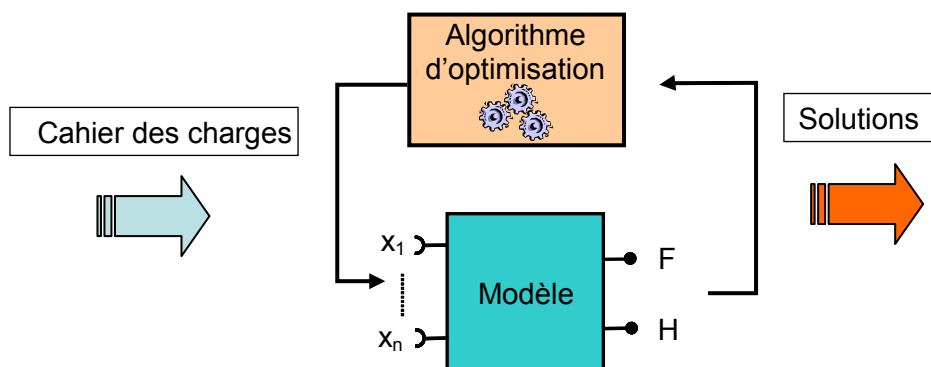 Algorithme
d'optimisation
Cahier des charges
Solutions
x₁
F
Modèle
H
xₙ